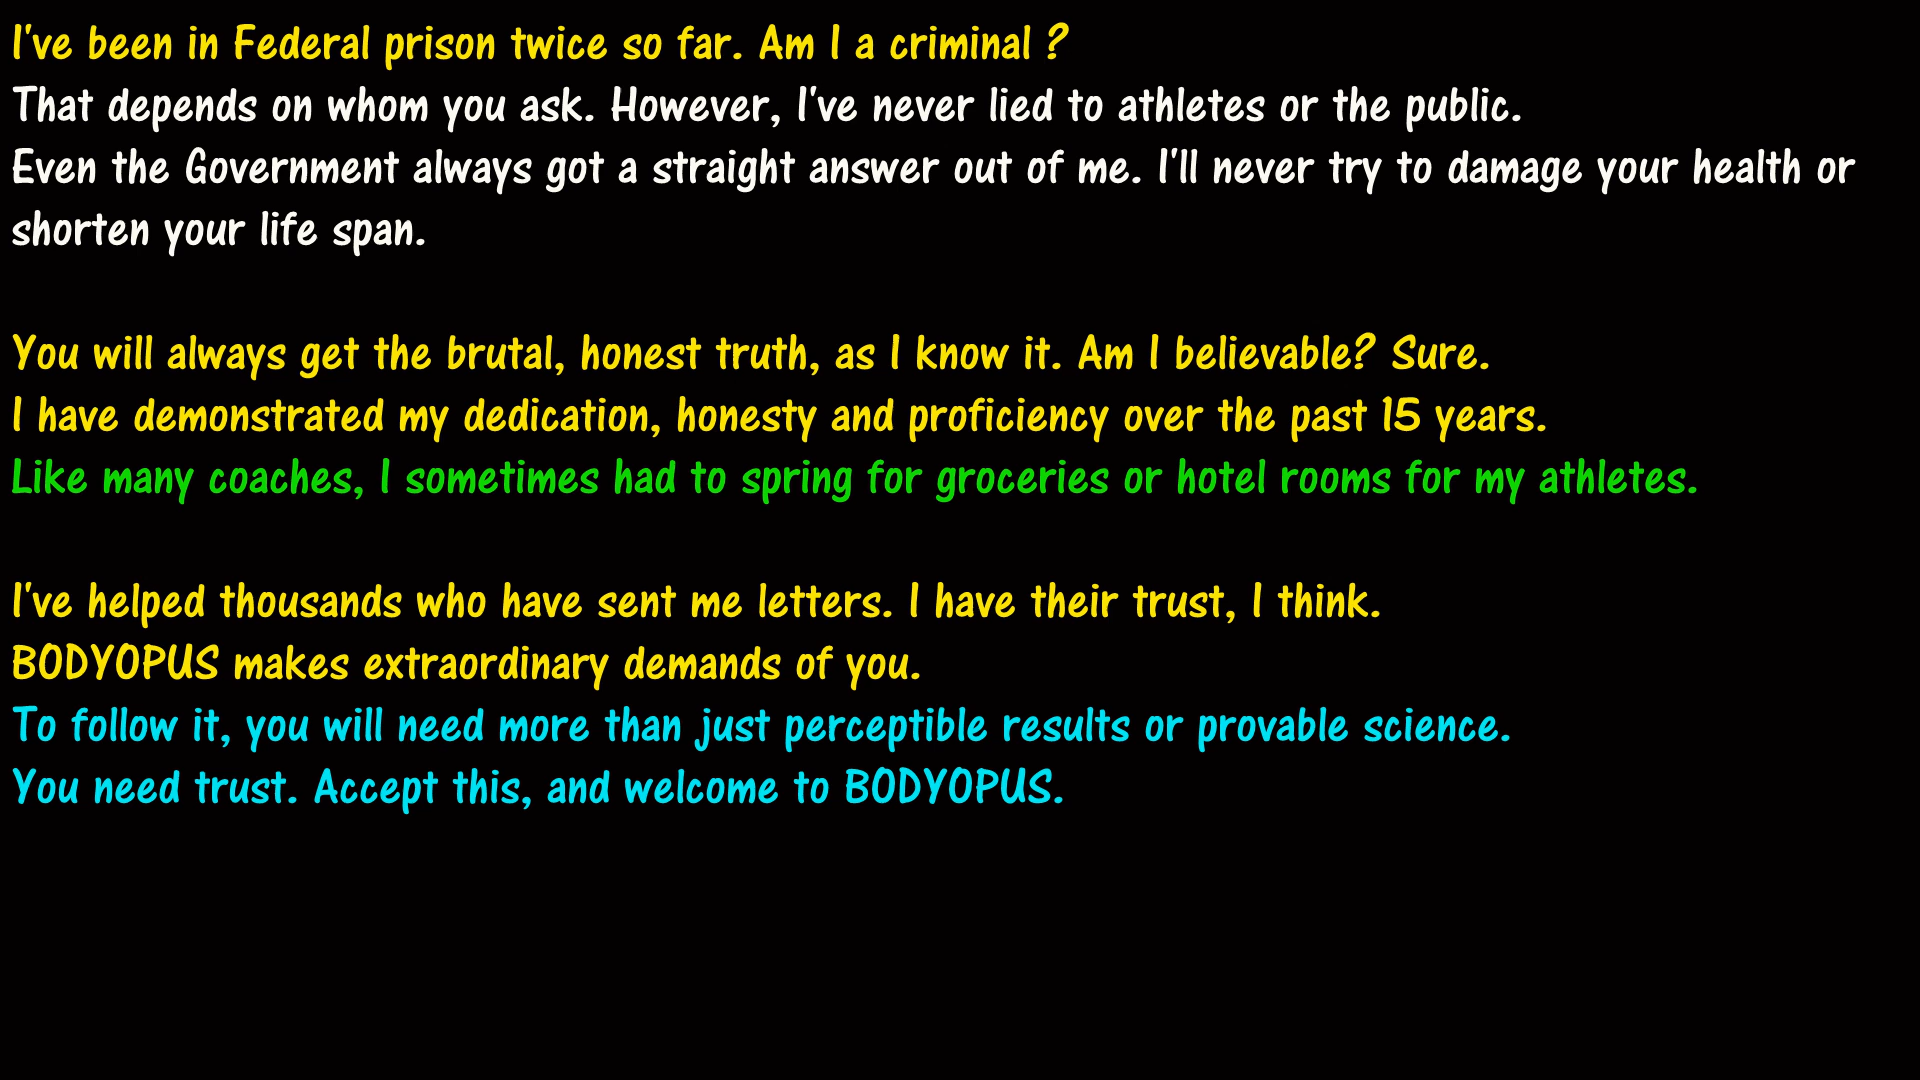 I've been in Federal prison twice so far. Am I a criminal ?
That depends on whom you ask. However, I've never lied to athletes or the public.
Even the Government always got a straight answer out of me. I'll never try to damage your health or
shorten your life span.
You will always get the brutal, honest truth, as I know it. Am I believable? Sure.
I have demonstrated my dedication, honesty and proficiency over the past 15 years.
Like many coaches, I sometimes had to spring for groceries or hotel rooms for my athletes.
I've helped thousands who have sent me letters. I have their trust, I think.
BODYOPUS makes extraordinary demands of you.
To follow it, you will need more than just perceptible results or provable science.
You need trust. Accept this, and welcome to BODYOPUS.